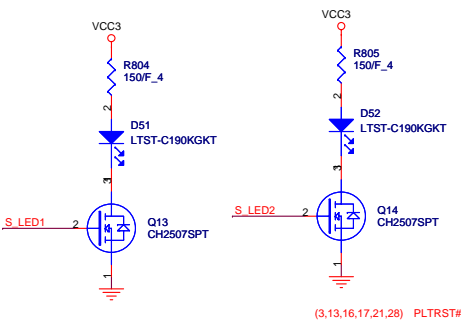 VCC3
R804
150/F_4
2
D51
LTST-C190KGKT
S_LED1
2
Q13
CH2507SPT
1
VCC3
R805
150/F_4
2
D52
LTST-C190KGKT
3
S_LED2
2
Q14
CH2507SPT
1
(3,13,16,17,21,28) PLTRST#